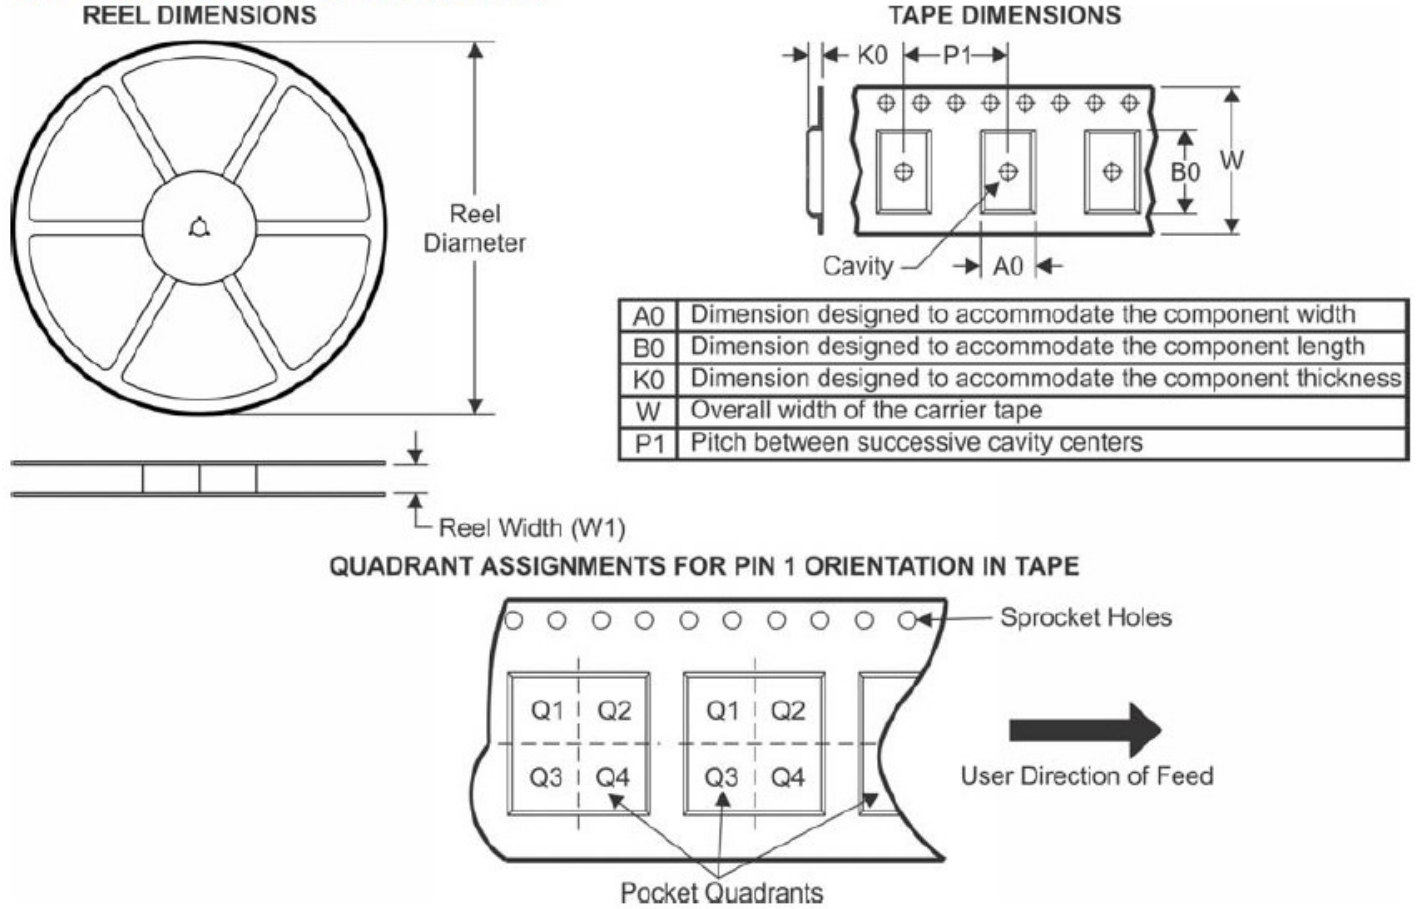 REEL DIMENSIONS
Reel
Diameter
Reel Width (W1)
TAPE DIMENSIONS
K0
P1
B0
W
Cavity
A0
A0 Dimension designed to accommodate the component width
B0 Dimension designed to accommodate the component length
K0 Dimension designed to accommodate the component thickness
W Overall width of the carrier tape
P1 Pitch between successive cavity centers
QUADRANT ASSIGNMENTS FOR PIN 1 ORIENTATION IN TAPE
Sprocket Holes
Q1 Q2 Q1 Q2
Q3 Q4 Q3 Q4
User Direction of Feed
Pocket Quadrants